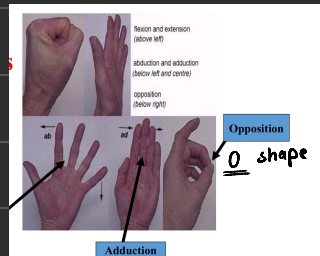 s
flexion and extension
(above left)
abduction and adduction
(below left and centre)
opposition
(below right)
ab
ad
Opposition
O shape
Adduction